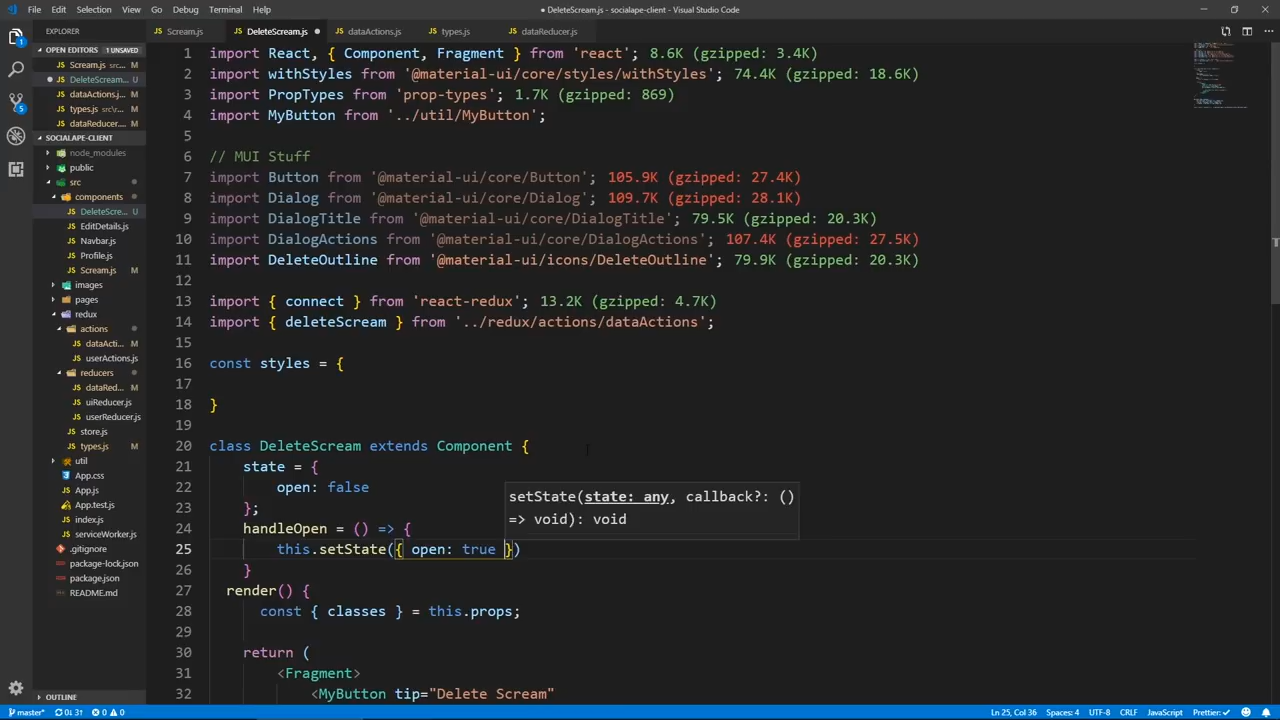 File Edit Selection View Go Debug Terminal Help
● DeleteScream.js - socialape-client - Visual Studio Code
EXPLORER
Scream.js
DeleteScream.js ●
dataActions.js
types.js
dataReducer.js
OPEN EDITORS 1 UNSAVED
Scream.js src\c...
DeleteScream... U
dataActions.j... M
types.js src\r... M
dataReducer.... M
SOCIALAPE-CLIENT
node_modules
public
src
components
DeleteScre... U
EditDetails.js
Navbar.js
Profile.js
Scream.js M
images
pages
redux
actions
dataActi... M
userActions.js
reducers
dataRed... M
uiReducer.js
userReducer.js
store.js
types.js M
util
App.css
App.js
App.test.js
index.js
serviceWorker.js
.gitignore
package-lock.json
package.json
README.md
OUTLINE
1 import React, { Component, Fragment } from 'react'; 8.6K (gzipped: 3.4K)
2 import withStyles from '@material-ui/core/styles/withStyles'; 74.4K (gzipped: 18.6K)
3 import PropTypes from 'prop-types'; 1.7K (gzipped: 869)
4 import MyButton from '../util/MyButton';
5
6 // MUI Stuff
7 import Button from '@material-ui/core/Button'; 105.9K (gzipped: 27.4K)
8 import Dialog from '@material-ui/core/Dialog'; 109.7K (gzipped: 28.1K)
9 import DialogTitle from '@material-ui/core/DialogTitle'; 79.5K (gzipped: 20.3K)
10 import DialogActions from '@material-ui/core/DialogActions'; 107.4K (gzipped: 27.5K)
11 import DeleteOutline from '@material-ui/icons/DeleteOutline'; 79.9K (gzipped: 20.3K)
12
13 import { connect } from 'react-redux'; 13.2K (gzipped: 4.7K)
14 import { deleteScream } from '../redux/actions/dataActions';
15
16 const styles = {
17
18 }
19
20 class DeleteScream extends Component {
21 state = {
22 open: false
23 };
24 handleOpen = () => {
25 this.setState({ open: true })
26 }
27 render() {
28 const { classes } = this.props;
29
30 return (
31 <Fragment>
32 <MyButton tip="Delete Scream"
setState(state: any, callback?: ()
=> void): void
master* 0↓ 3↑ 0 0
Ln 25, Col 36 Spaces: 4 UTF-8 CRLF JavaScript Prettier: ✓